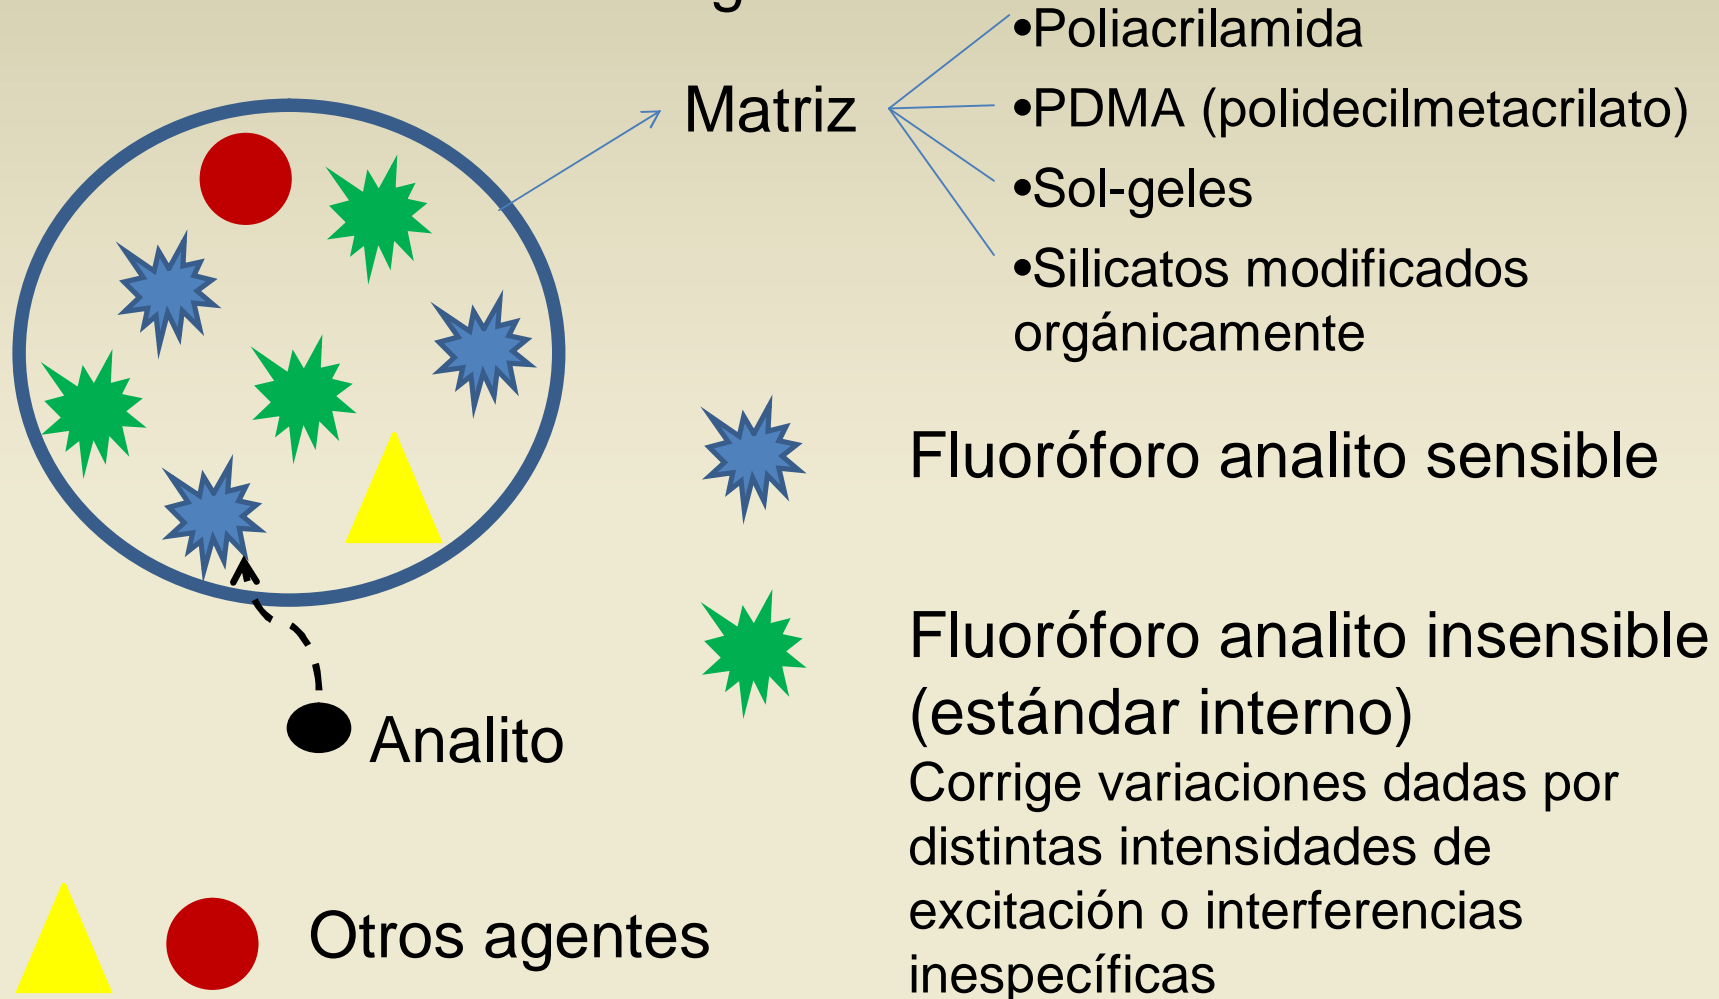 •Poliacrilamida
Matriz
•PDMA (polidecilmetacrilato)
•Sol-geles
•Silicatos modificados
orgánicamente
Fluoróforo analito sensible
Fluoróforo analito insensible
(estándar interno)
Analito
Corrige variaciones dadas por
distintas intensidades de
excitación o interferencias
inespecíficas
Otros agentes